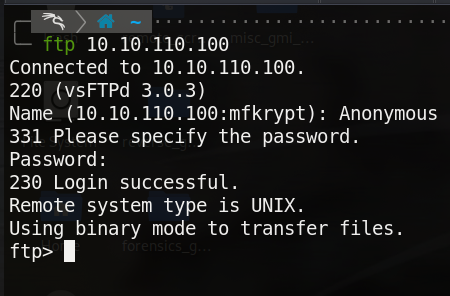 ~
ftp 10.10.110.100
Connected to 10.10.110.100.
220 (vsFTPd 3.0.3)
Name (10.10.110.100:mfkrypt): Anonymous
331 Please specify the password.
Password:
230 Login successful.
Remote system type is UNIX.
Using binary mode to transfer files.
ftp>